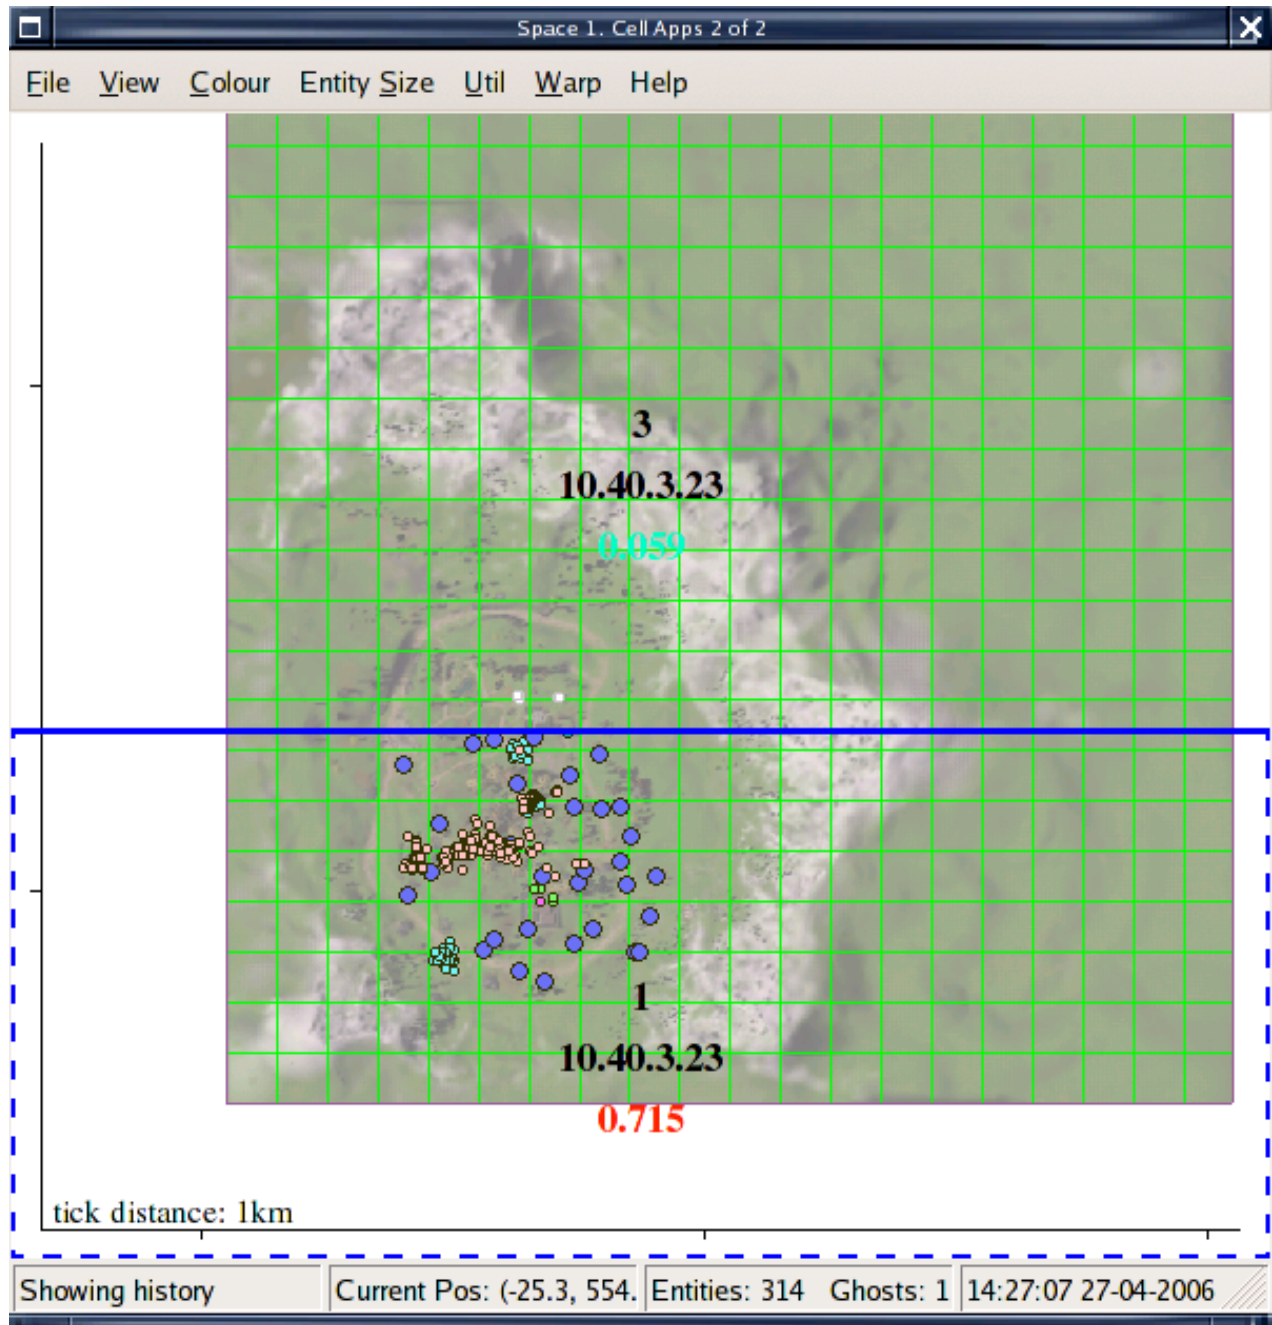 Space 1. Cell Apps 2 of 2
File View Colour Entity Size Util Warp Help
3
10.40.3.23
0.059
1
10.40.3.23
0.715
tick distance: 1km
Showing history
Current Pos: (-25.3, 554.
Entities: 314 Ghosts: 1
14:27:07 27-04-2006